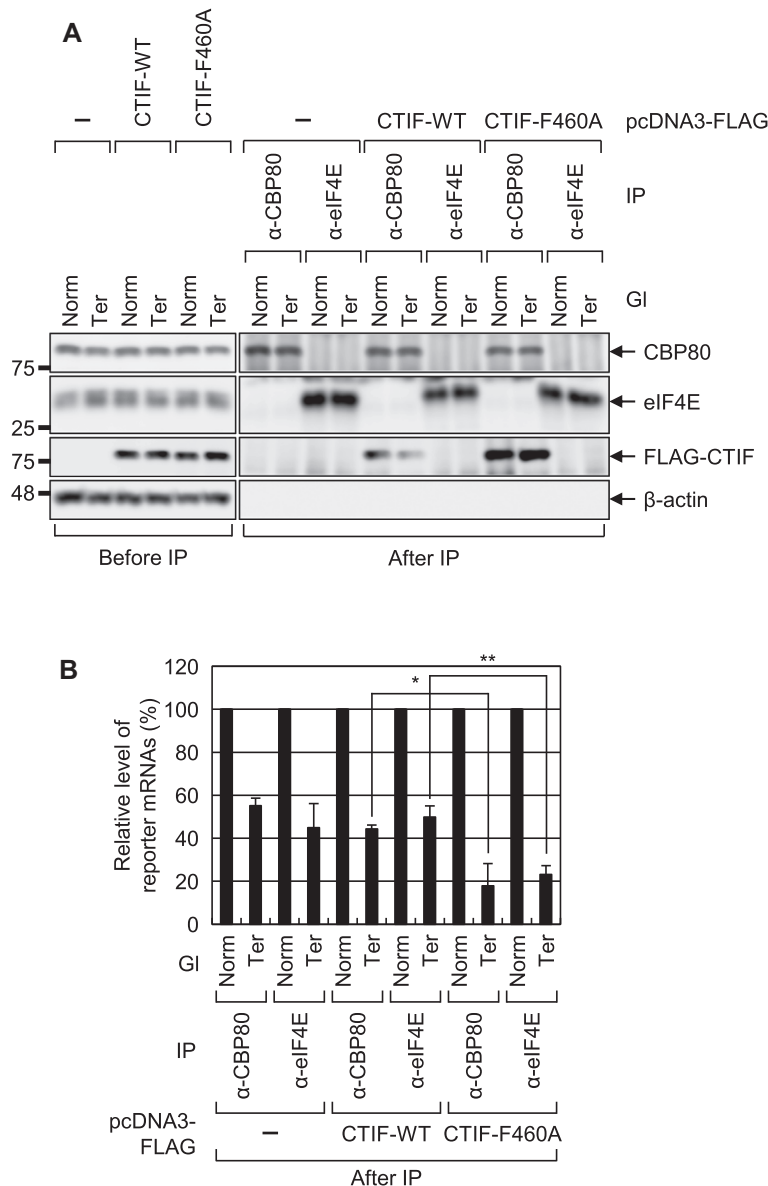 A
– CTIF-WT CTIF-F460A
– CTIF-WT CTIF-F460A pcDNA3-FLAG
α-CBP80 α-eIF4E α-CBP80 α-eIF4E α-CBP80 α-eIF4E IP
Norm Ter Norm Ter Norm Ter Norm Ter Norm Ter Norm Ter Norm Ter Norm Ter Norm Ter Gl
CBP80
75
eIF4E
25
75 FLAG-CTIF
48 β-actin
Before IP After IP
B
Relative level of
reporter mRNAs (%)
120
100
80
60
40
20
0
* **
Gl Norm Ter Norm Ter Norm Ter Norm Ter Norm Ter Norm Ter
IP α-CBP80 α-eIF4E α-CBP80 α-eIF4E α-CBP80 α-eIF4E
pcDNA3-
FLAG – CTIF-WT CTIF-F460A
After IP